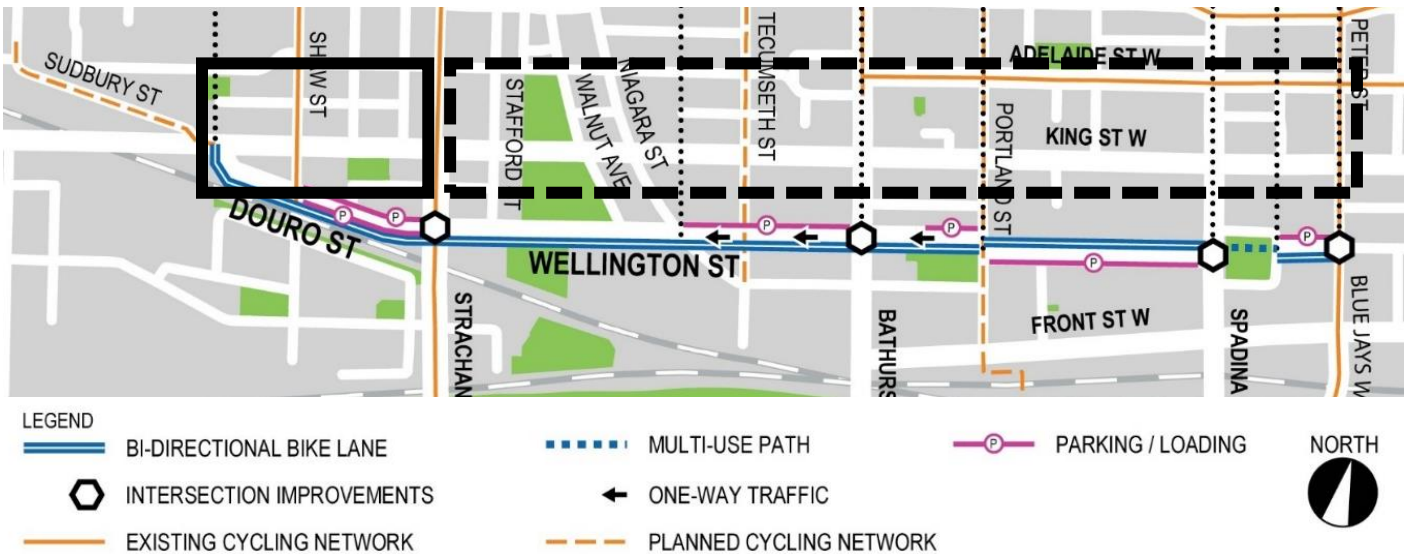 SUDBURY ST
SHAW ST
STAFFORD ST
WALNUT AVE
NIAGARA ST
TECUMSETH ST
ADELAIDE ST W
PETER ST
KING ST W
PORTLAND ST
DOURO ST
P
P
P
P
P
P
WELLINGTON ST
STRACHAN
BATHURS
FRONT ST W
SPADINA
BLUE JAYS W
LEGEND
BI-DIRECTIONAL BIKE LANE
MULTI-USE PATH
P PARKING / LOADING
NORTH
INTERSECTION IMPROVEMENTS
ONE-WAY TRAFFIC
EXISTING CYCLING NETWORK
PLANNED CYCLING NETWORK